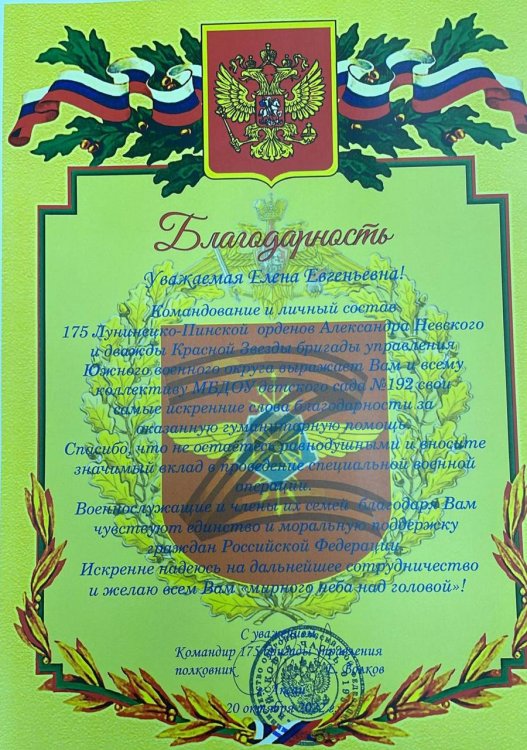 Благодарность
Уважаемая Елена Евгеньевна!
Командование и личный состав
175 Лунинецко-Пинской орденов Александра Невского
и дважды Красной Звезды бригады управления
Южного военного округа выражает Вам и всему
коллективу МБДОУ детского сада №192 свои
самые искренние слова благодарности за
оказанную гуманитарную помощь.
Спасибо, что не остаётесь равнодушными и вносите
значимый вклад в проведение специальной военной
операции.
Военнослужащие и члены их семей благодаря Вам
чувствуют единство и моральную поддержку
граждан Российской Федерации.
Искренне надеюсь на дальнейшее сотрудничество
и желаю всем Вам «мирного неба над головой»!
С уважением,
Командир 175 бригады управления
полковник
20 октября 2022 г.